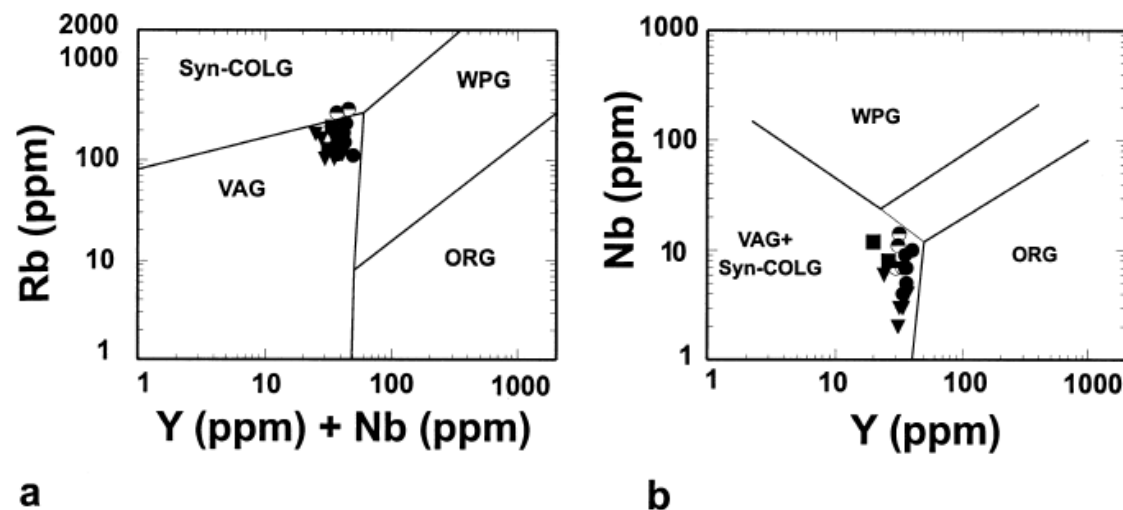 2000
1000
100
10
1
Rb (ppm)
Syn-COLG
WPG
VAG
ORG
1
10
100
1000
Y (ppm) + Nb (ppm)
a
1000
100
10
1
Nb (ppm)
WPG
VAG+
Syn-COLG
ORG
1
10
100
1000
Y (ppm)
b